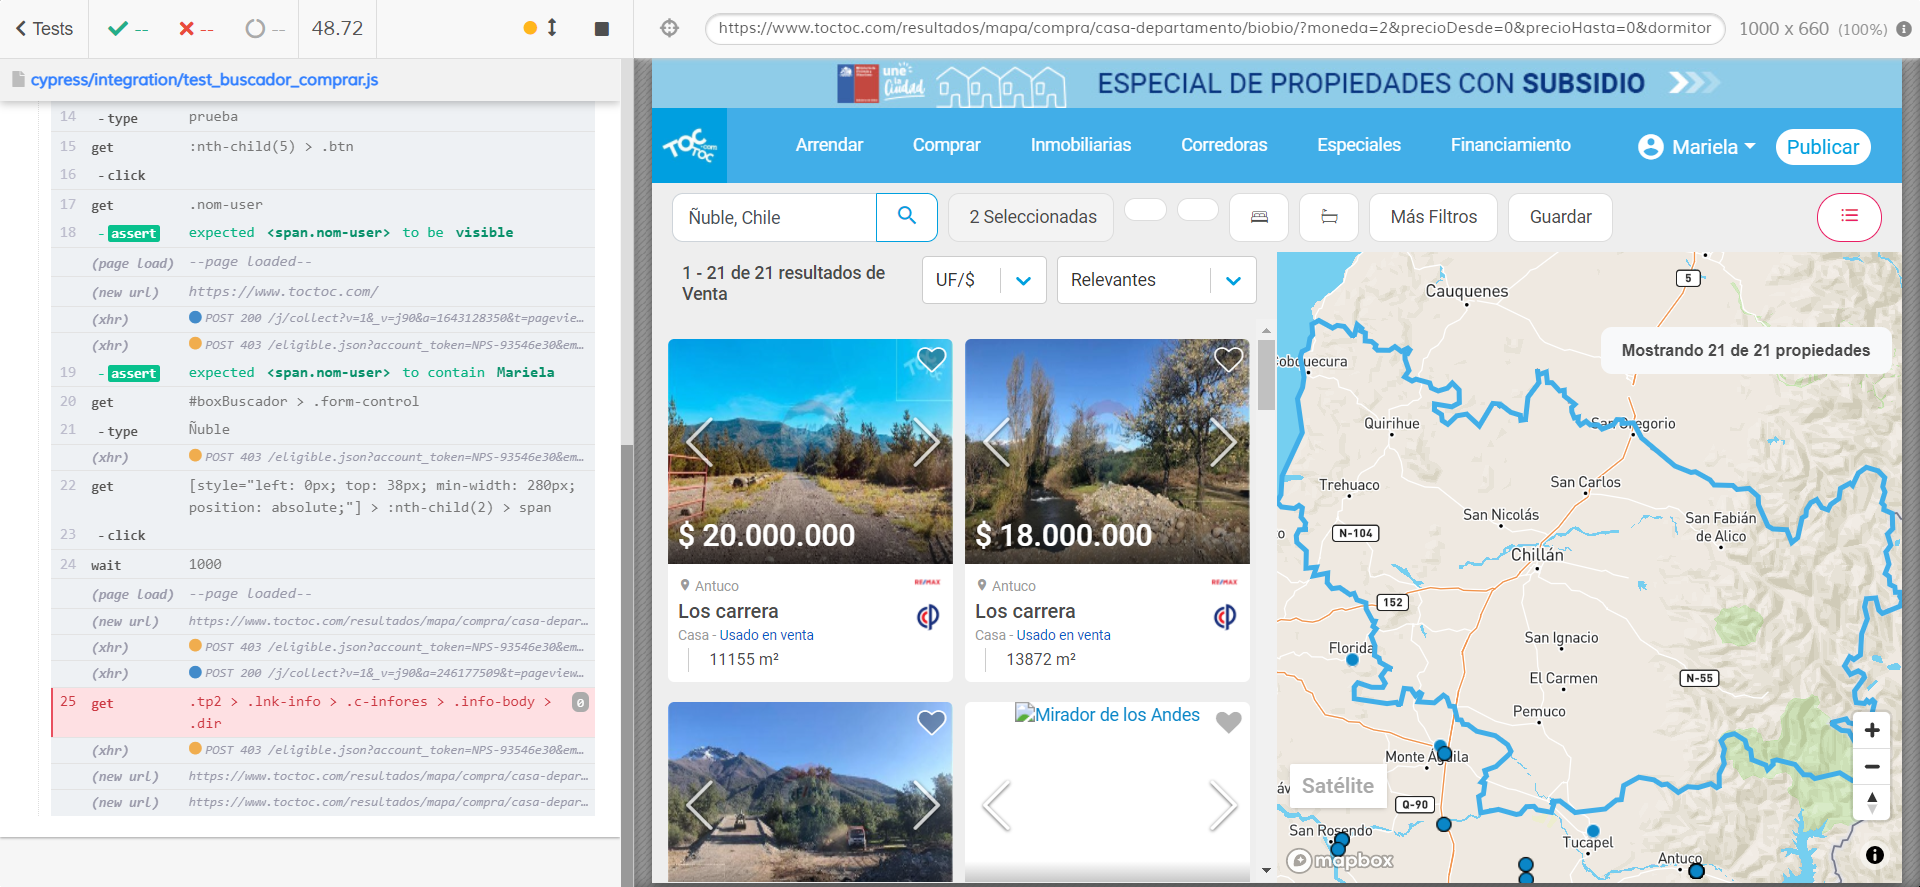 Tests
--
--
--
48.72
https://www.toctoc.com/resultados/mapa/compra/casa-departamento/biobio/?moneda=2&precioDesde=0&precioHasta=0&dormitor
1000 x 660 (100%)
cypress/integration/test_buscador_comprar.js
14 -type prueba
15 get :nth-child(5) > .btn
16 -click
17 get .nom-user
18 -assert expected <span.nom-user> to be visible
(page load) --page loaded--
(new url) https://www.toctoc.com/
(xhr) POST 200 /j/collect?v=1&_v=j90&a=1643128350&t=pagevie…
(xhr) POST 403 /eligible.json?account_token=NPS-93546e30&em…
19 -assert expected <span.nom-user> to contain Mariela
20 get #boxBuscador > .form-control
21 -type Ñuble
(xhr) POST 403 /eligible.json?account_token=NPS-93546e30&em…
22 get [style="left: 0px; top: 38px; min-width: 280px;
position: absolute;"] > :nth-child(2) > span
23 -click
24 wait 1000
(page load) --page loaded--
(new url) https://www.toctoc.com/resultados/mapa/compra/casa-depar…
(xhr) POST 403 /eligible.json?account_token=NPS-93546e30&em…
(xhr) POST 200 /j/collect?v=1&_v=j90&a=246177509&t=pageview…
25 get .tp2 > .lnk-info > .c-infores > .info-body > 0
.dir
(xhr) POST 403 /eligible.json?account_token=NPS-93546e30&em…
(new url) https://www.toctoc.com/resultados/mapa/compra/casa-depar…
(new url) https://www.toctoc.com/resultados/mapa/compra/casa-depar…
une
la
Ciudad
ESPECIAL DE PROPIEDADES CON SUBSIDIO
TOC
.com
TOC
Arrendar
Comprar
Inmobiliarias
Corredoras
Especiales
Financiamiento
Mariela
Publicar
Ñuble, Chile
2 Seleccionadas
Más Filtros
Guardar
1 - 21 de 21 resultados de
Venta
UF/$
Relevantes
$ 20.000.000
Antuco
RE/MAX
Los carrera
Casa - Usado en venta
11155 m²
$ 18.000.000
Antuco
RE/MAX
Los carrera
Casa - Usado en venta
13872 m²
Mirador de los Andes
Mostrando 21 de 21 propiedades
Cauquenes
5
obquecura
Quirihue
San Gregorio
Trehuaco
San Carlos
San Nicolás
San Fabián
de Alico
N-104
Chillán
152
San Ignacio
Florida
El Carmen
N-55
Pemuco
Monte Águila
Satélite
Q-90
San Rosendo
Tucapel
Antuco
mapbox